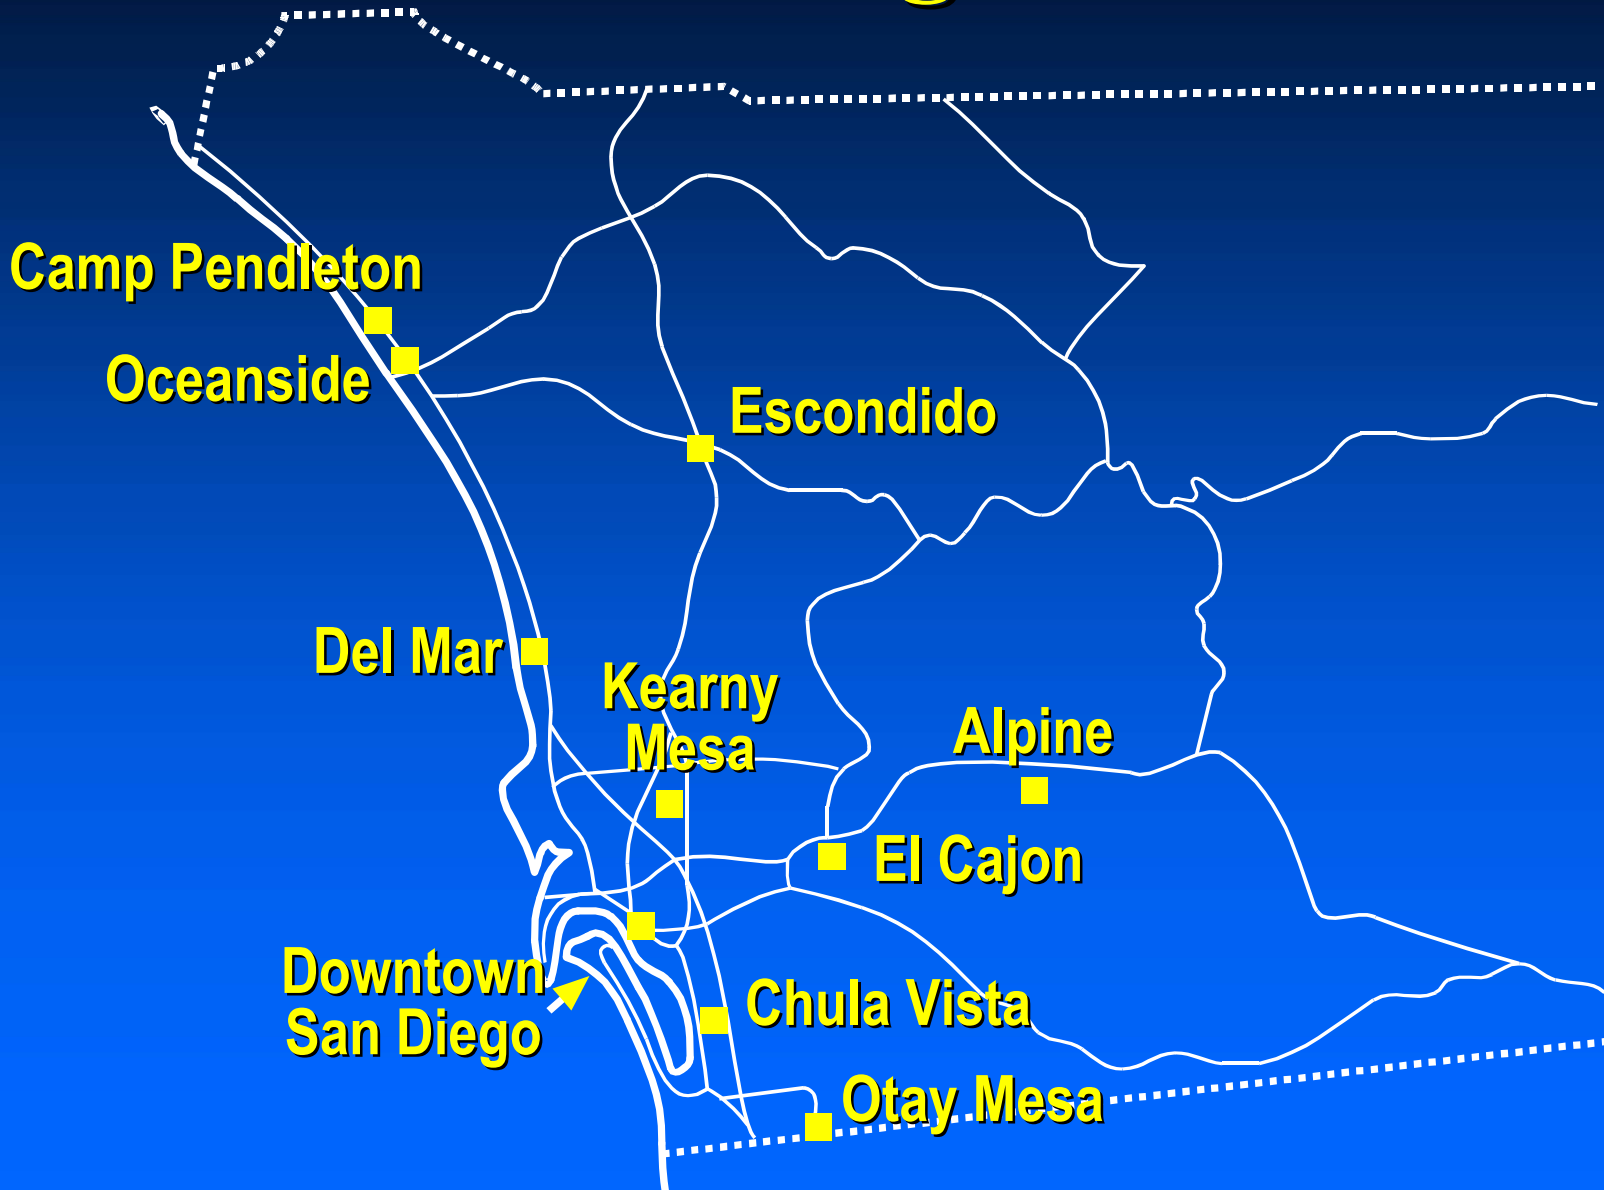 Camp Pendleton
Oceanside
Escondido
Del Mar
Kearny
Mesa
Alpine
El Cajon
Downtown
San Diego
Chula Vista
Otay Mesa